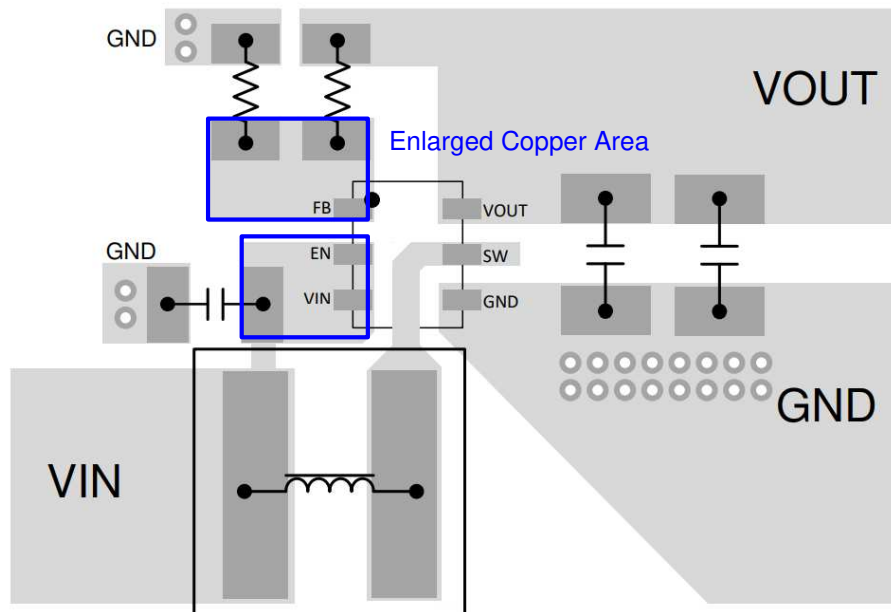 GND
VOUT
Enlarged Copper Area
FB
VOUT
GND
EN
SW
VIN
GND
GND
VIN